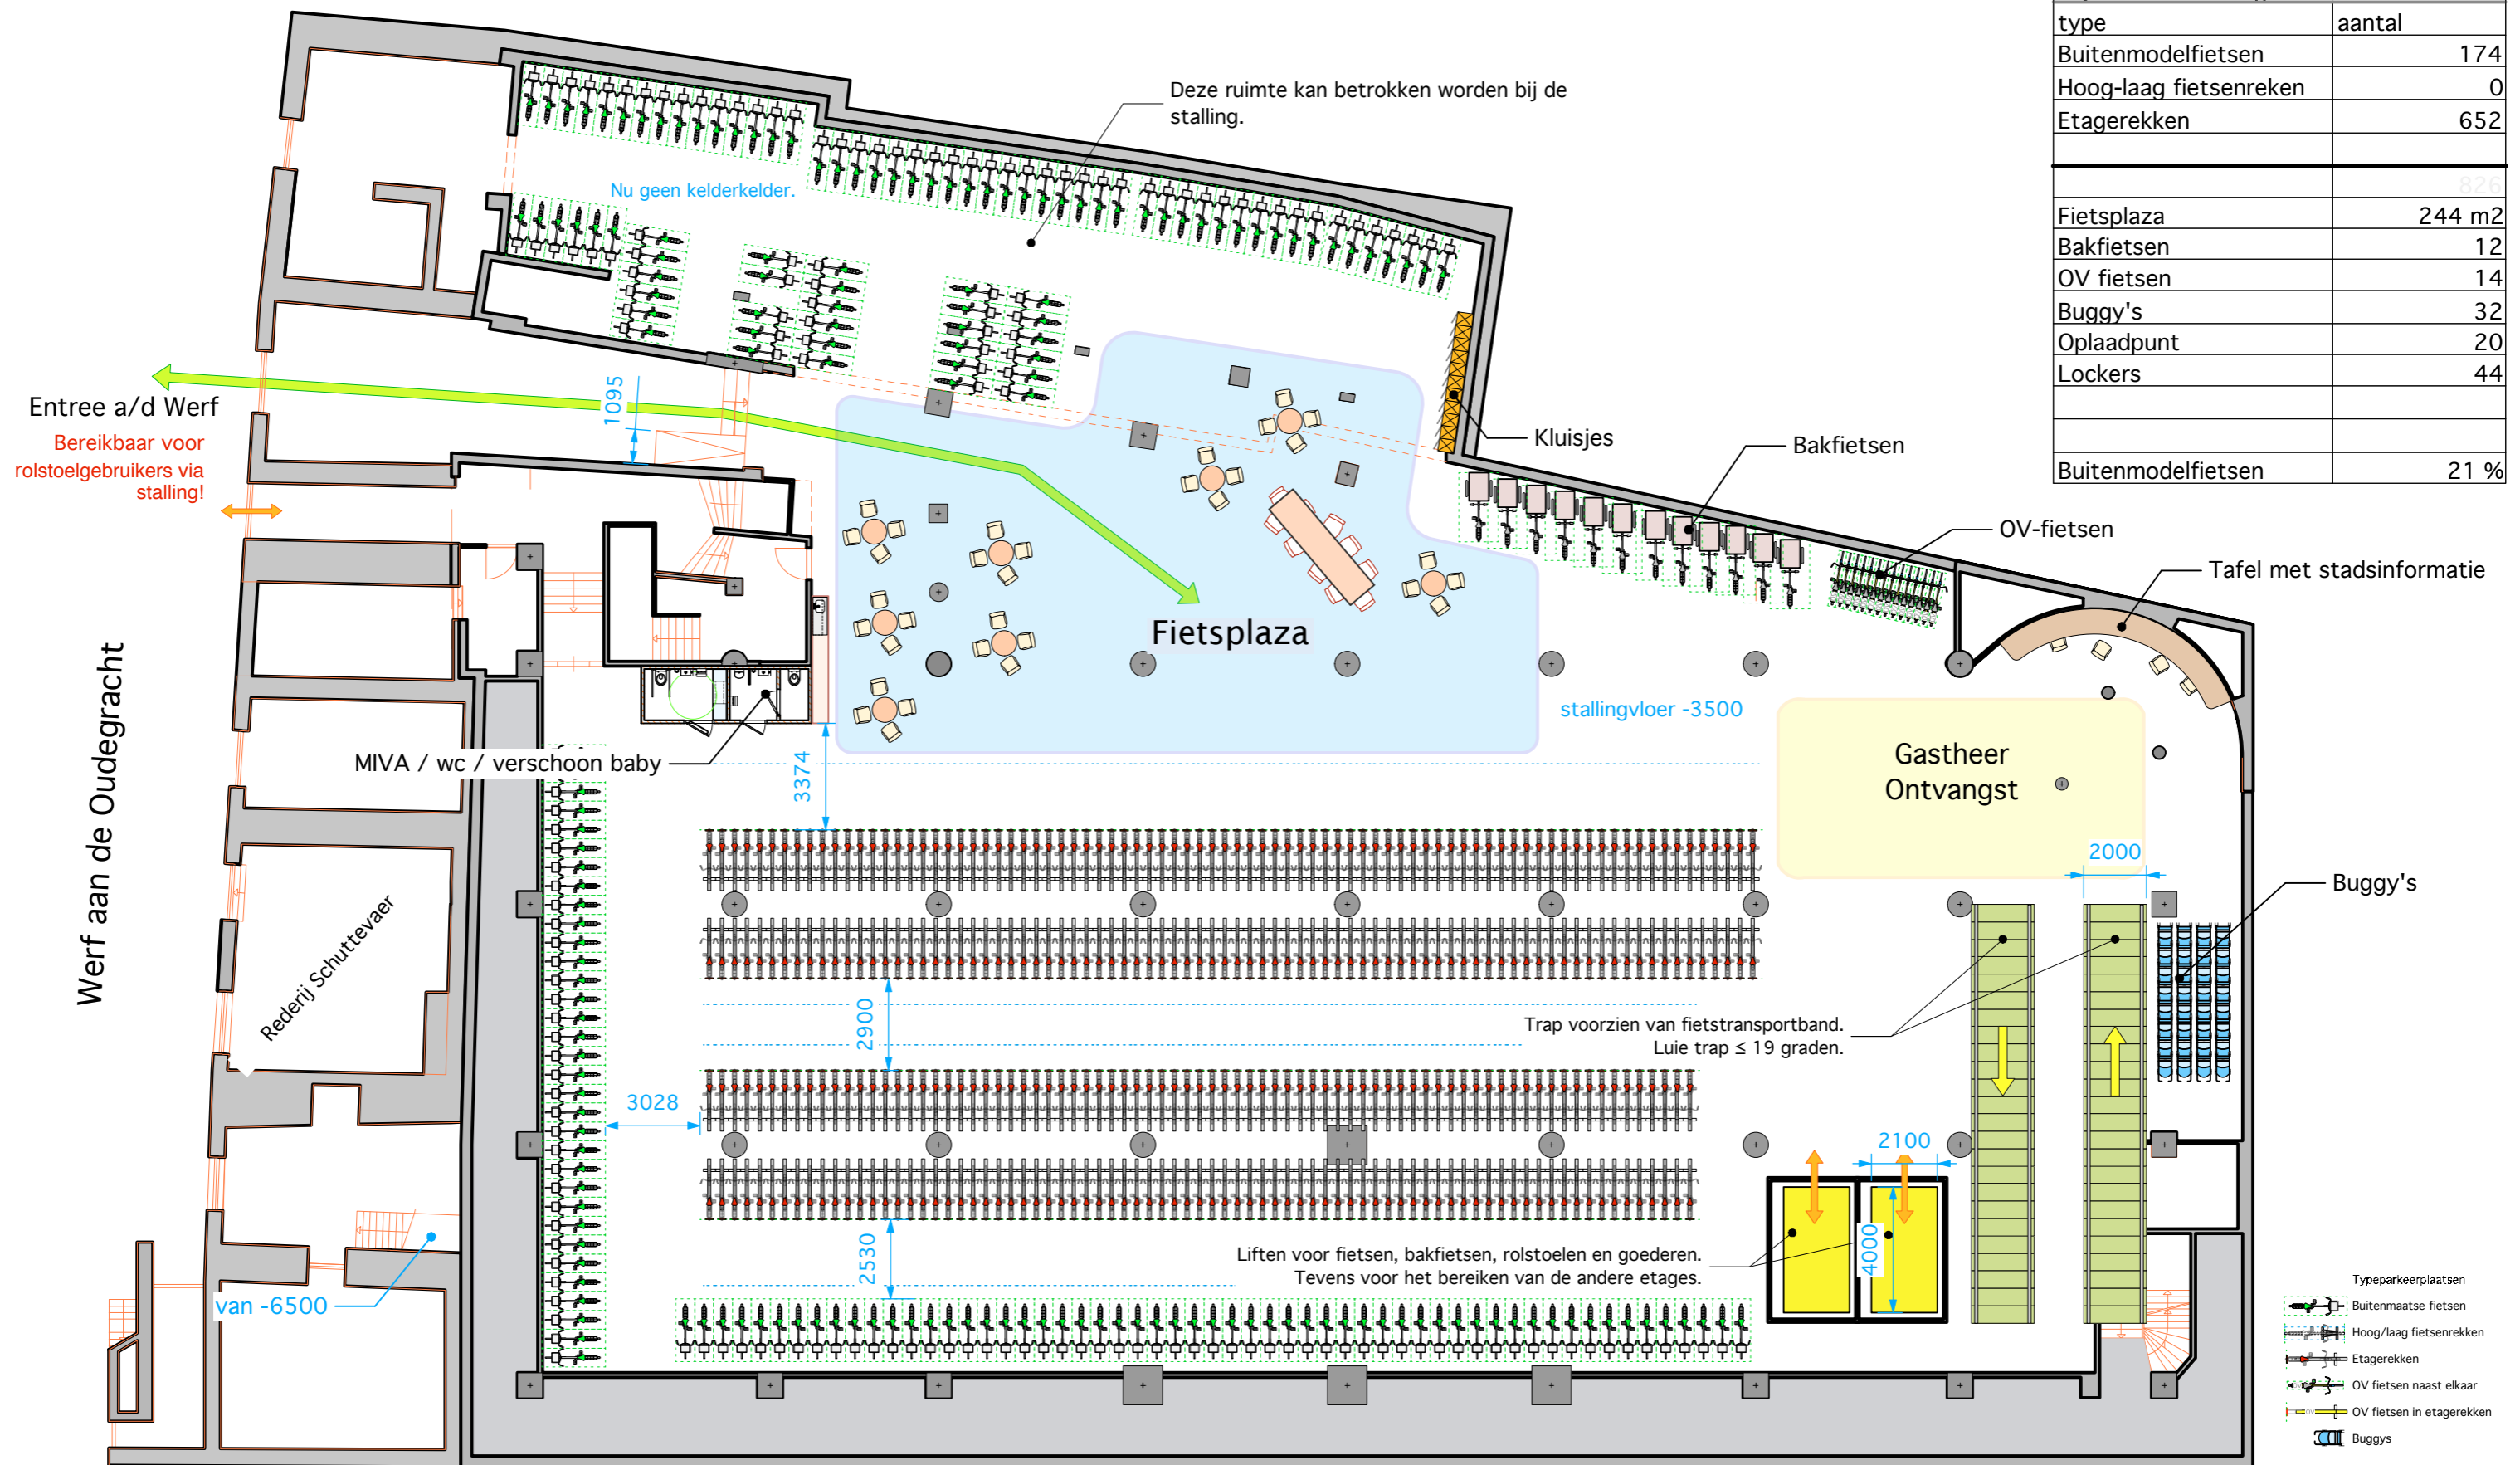 type aantal
Buitenmodelfietsen 174
Hoog-laag fietsenreken 0
Etagerekken 652
826
Fietsplaza 244 m2
Bakfietsen 12
OV fietsen 14
Buggy's 32
Oplaadpunt 20
Lockers 44
Buitenmodelfietsen 21 %
Deze ruimte kan betrokken worden bij de
stalling.
Nu geen kelderkelder.
Entree a/d Werf
Bereikbaar voor
rolstoelgebruikers via
stalling!
1095
Kluisjes
Bakfietsen
OV-fietsen
Tafel met stadsinformatie
Fietsplaza
stallingvloer -3500
Gastheer
Ontvangst
MIVA / wc / verschoon baby
3374
Werf aan de Oudegracht
Rederij Schuttevaer
2000
Buggy's
2900
Trap voorzien van fietstransportband.
Luie trap ≤ 19 graden.
3028
2100
4000
2530
Liften voor fietsen, bakfietsen, rolstoelen en goederen.
Tevens voor het bereiken van de andere etages.
van -6500
Typeparkeerplaatsen
Buitenmaatse fietsen
Hoog/laag fietsenrekken
Etagerekken
OV fietsen naast elkaar
OV fietsen in etagerekken
Buggys